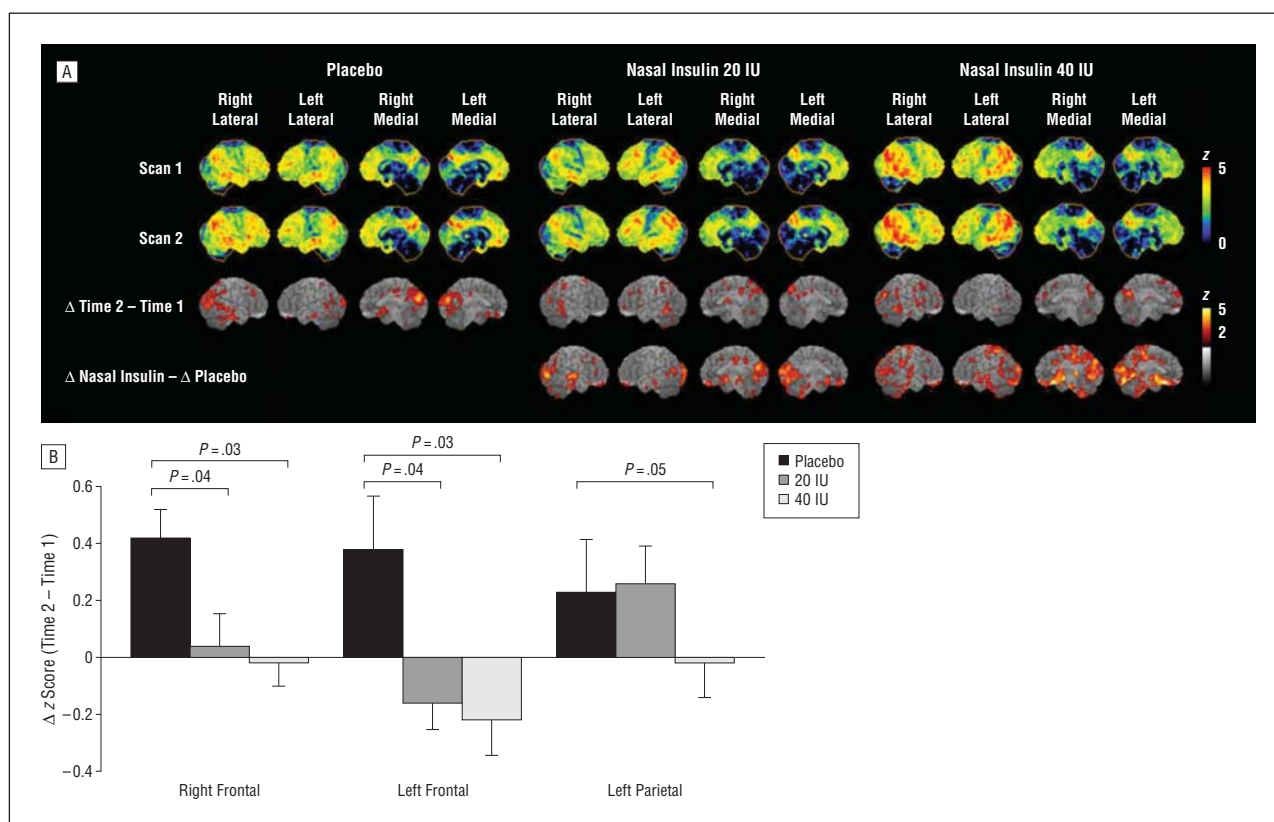 A
Placebo
Nasal Insulin 20 IU
Nasal Insulin 40 IU
Right Lateral
Left Lateral
Right Medial
Left Medial
Right Lateral
Left Lateral
Right Medial
Left Medial
Right Lateral
Left Lateral
Right Medial
Left Medial
Scan 1
z
5
0
Scan 2
Δ Time 2 – Time 1
z
5
2
Δ Nasal Insulin – Δ Placebo
B
P = .03
P = .04
P = .03
P = .04
P = .05
Placebo
20 IU
40 IU
Δ z Score (Time 2 – Time 1)
0.6
0.4
0.2
0
–0.2
–0.4
Right Frontal
Left Frontal
Left Parietal